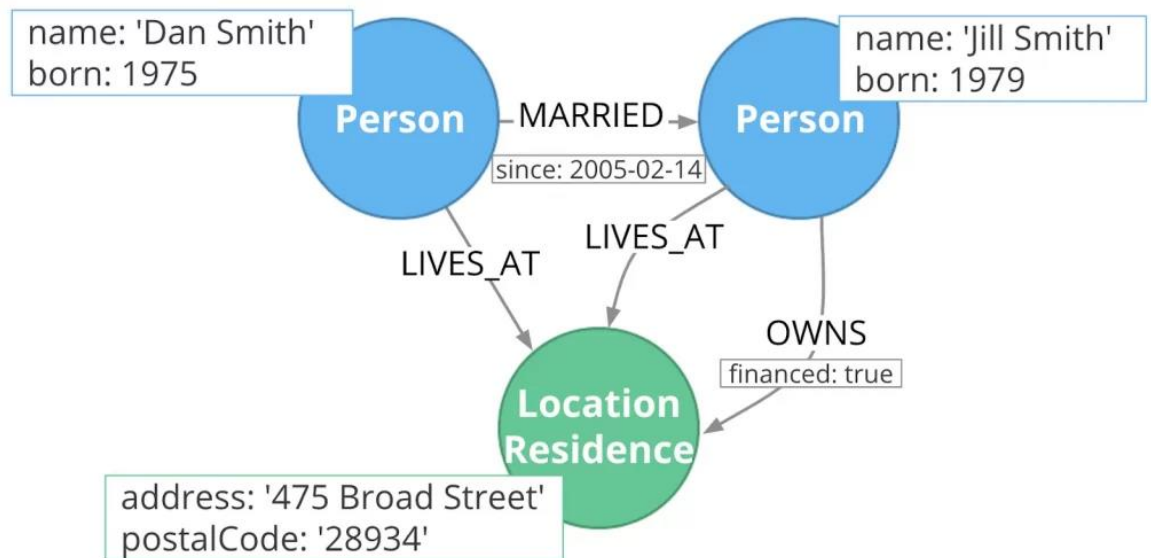 name: 'Dan Smith'
born: 1975
Person
MARRIED
since: 2005-02-14
Person
name: 'Jill Smith'
born: 1979
LIVES_AT
LIVES_AT
OWNS
financed: true
Location
Residence
address: '475 Broad Street'
postalCode: '28934'